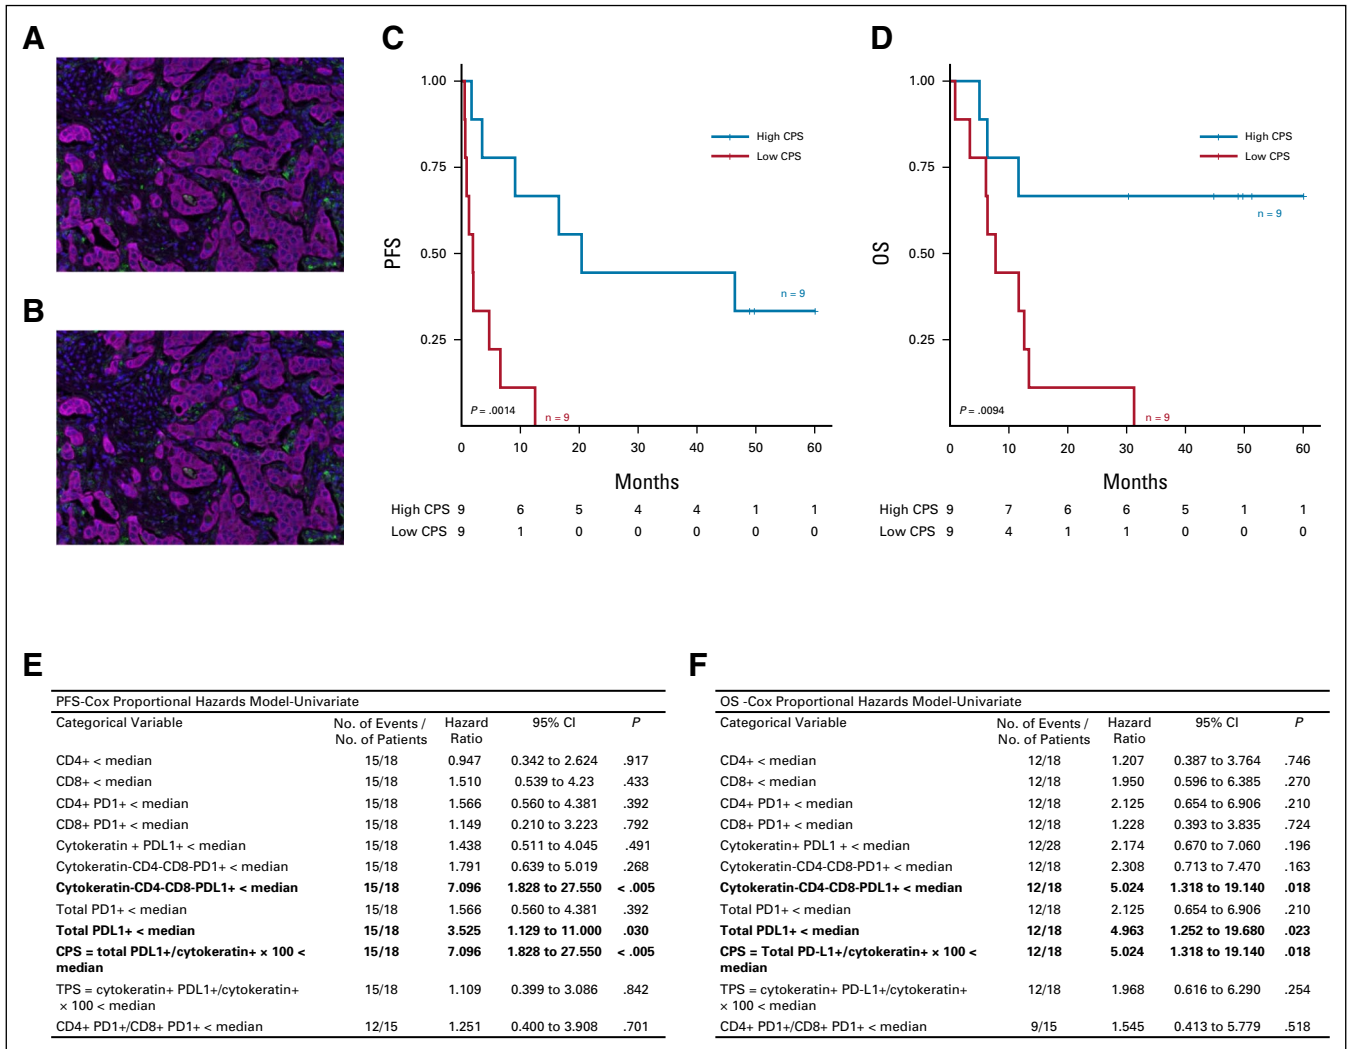 A
B
C
1.00
0.75
0.50
0.25
PFS
High CPS
Low CPS
n = 9
P = .0014
n = 9
0 10 20 30 40 50 60
Months
High CPS 9 6 5 4 4 1 1
Low CPS 9 1 0 0 0 0 0
D
1.00
0.75
0.50
0.25
OS
High CPS
Low CPS
n = 9
P = .0094
n = 9
0 10 20 30 40 50 60
Months
High CPS 9 7 6 6 5 1 1
Low CPS 9 4 1 1 0 0 0
E
PFS-Cox Proportional Hazards Model-Univariate
Categorical Variable No. of Events / Hazard 95% CI P
No. of Patients Ratio
CD4+ < median 15/18 0.947 0.342 to 2.624 .917
CD8+ < median 15/18 1.510 0.539 to 4.23 .433
CD4+ PD1+ < median 15/18 1.566 0.560 to 4.381 .392
CD8+ PD1+ < median 15/18 1.149 0.210 to 3.223 .792
Cytokeratin + PDL1+ < median 15/18 1.438 0.511 to 4.045 .491
Cytokeratin-CD4-CD8-PD1+ < median 15/18 1.791 0.639 to 5.019 .268
Cytokeratin-CD4-CD8-PDL1+ < median 15/18 7.096 1.828 to 27.550 < .005
Total PD1+ < median 15/18 1.566 0.560 to 4.381 .392
Total PDL1+ < median 15/18 3.525 1.129 to 11.000 .030
CPS = total PDL1+/cytokeratin+ × 100 < 15/18 7.096 1.828 to 27.550 < .005
median
TPS = cytokeratin+ PDL1+/cytokeratin+ 15/18 1.109 0.399 to 3.086 .842
× 100 < median
CD4+ PD1+/CD8+ PD1+ < median 12/15 1.251 0.400 to 3.908 .701
F
OS -Cox Proportional Hazards Model-Univariate
Categorical Variable No. of Events / Hazard 95% CI P
No. of Patients Ratio
CD4+ < median 12/18 1.207 0.387 to 3.764 .746
CD8+ < median 12/18 1.950 0.596 to 6.385 .270
CD4+ PD1+ < median 12/18 2.125 0.654 to 6.906 .210
CD8+ PD1+ < median 12/18 1.228 0.393 to 3.835 .724
Cytokeratin+ PDL1 + < median 12/28 2.174 0.670 to 7.060 .196
Cytokeratin-CD4-CD8-PD1+ < median 12/18 2.308 0.713 to 7.470 .163
Cytokeratin-CD4-CD8-PDL1+ < median 12/18 5.024 1.318 to 19.140 .018
Total PD1+ < median 12/18 2.125 0.654 to 6.906 .210
Total PDL1+ < median 12/18 4.963 1.252 to 19.680 .023
CPS = Total PD-L1+/cytokeratin+ × 100 < 12/18 5.024 1.318 to 19.140 .018
median
TPS = cytokeratin+ PD-L1+/cytokeratin+ 12/18 1.968 0.616 to 6.290 .254
× 100 < median
CD4+ PD1+/CD8+ PD1+ < median 9/15 1.545 0.413 to 5.779 .518